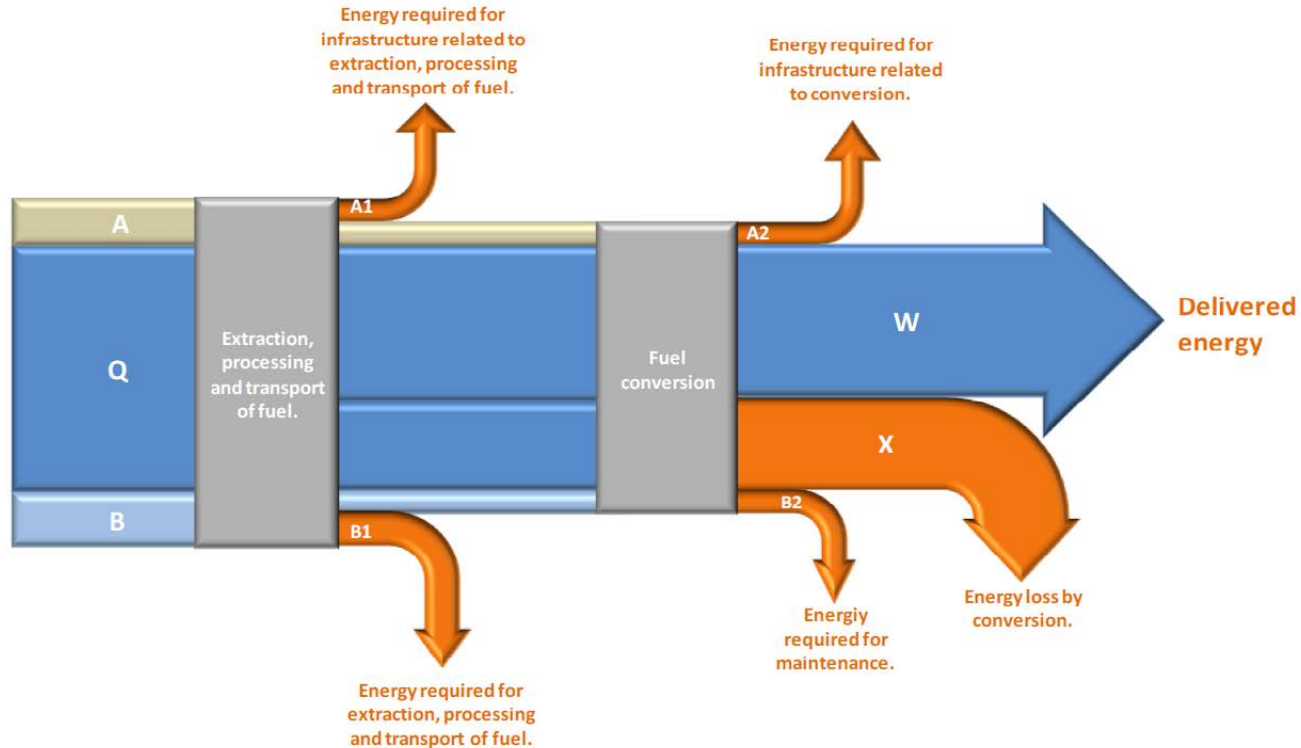 Energy required for
infrastructure related to
extraction, processing
and transport of fuel.
Energy required for
infrastructure related
to conversion.
A
A1
A2
Q
Extraction,
processing
and transport
of fuel.
Fuel
conversion
W
Delivered
energy
X
B
B1
B2
Energiy
required for
maintenance.
Energy loss by
conversion.
Energy required for
extraction, processing
and transport of fuel.